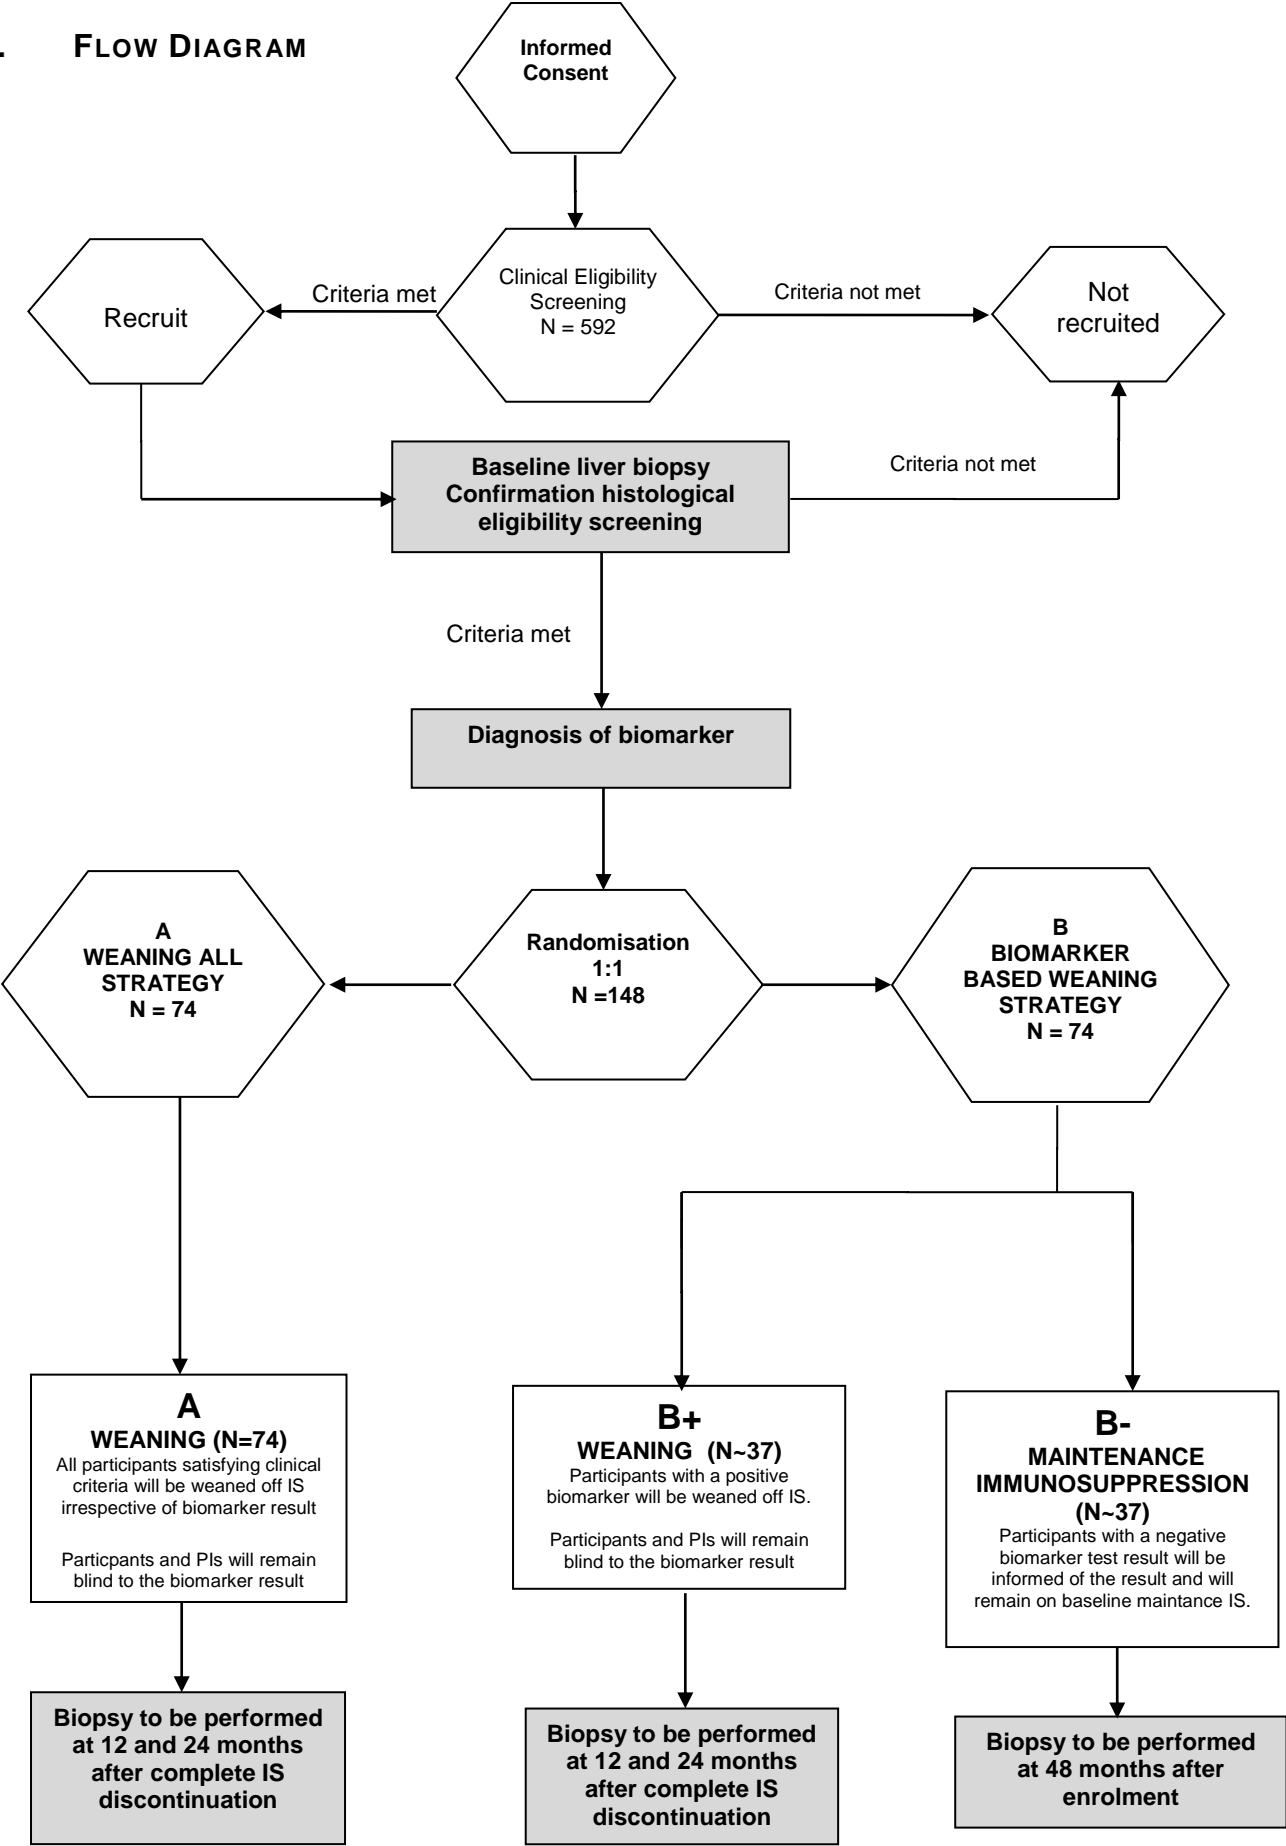 . FLOW DIAGRAM
Informed
Consent
Clinical Eligibility
Screening
N = 592
Criteria met
Recruit
Criteria not met
Not
recruited
Baseline liver biopsy
Confirmation histological
eligibility screening
Criteria not met
Criteria met
Diagnosis of biomarker
Randomisation
1:1
N =148
A
WEANING ALL
STRATEGY
N = 74
B
BIOMARKER
BASED WEANING
STRATEGY
N = 74
A
WEANING (N=74)
All participants satisfying clinical
criteria will be weaned off IS
irrespective of biomarker result
Particpants and PIs will remain
blind to the biomarker result
B+
WEANING (N~37)
Participants with a positive
biomarker will be weaned off IS.
Participants and PIs will remain
blind to the biomarker result
B-
MAINTENANCE
IMMUNOSUPPRESSION
(N~37)
Participants with a negative
biomarker test result will be
informed of the result and will
remain on baseline maintance IS.
Biopsy to be performed
at 12 and 24 months
after complete IS
discontinuation
Biopsy to be performed
at 12 and 24 months
after complete IS
discontinuation
Biopsy to be performed
at 48 months after
enrolment